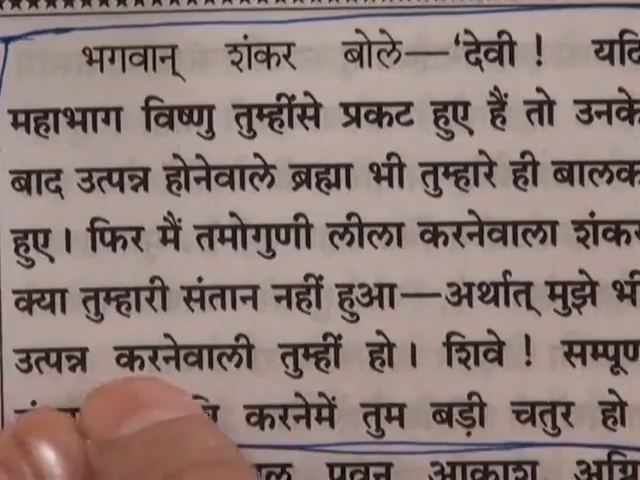 भगवान् शंकर बोले—‘देवी ! यदि
महाभाग विष्णु तुम्हींसे प्रकट हुए हैं तो उनके
बाद उत्पन्न होनेवाले ब्रह्मा भी तुम्हारे ही बालक
हुए। फिर मैं तमोगुणी लीला करनेवाला शंकर
क्या तुम्हारी संतान नहीं हुआ—अर्थात् मुझे भी
उत्पन्न करनेवाली तुम्हीं हो। शिवे ! सम्पूर्ण
करनेमें तुम बड़ी चतुर हो
पवन आकाश अग्नि